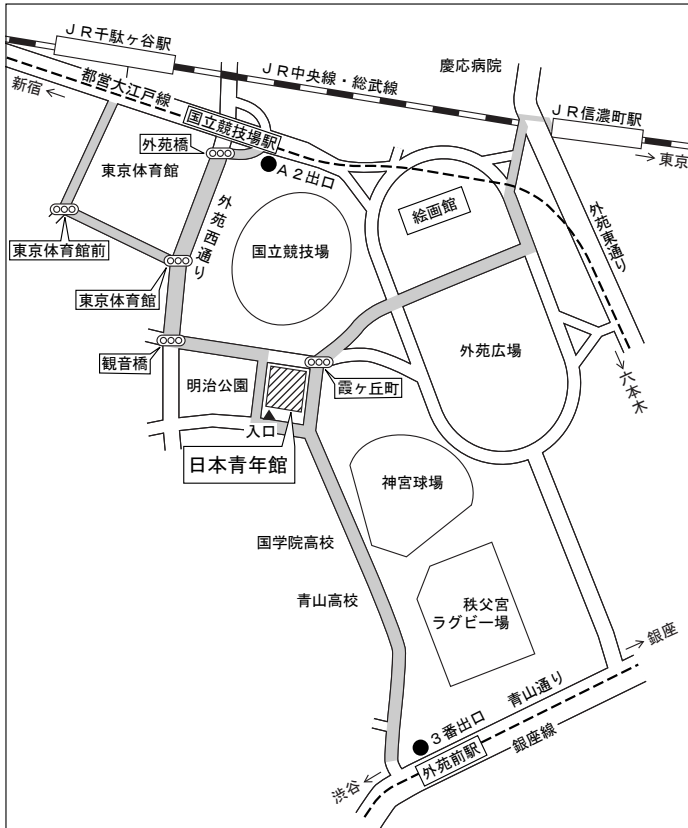 JR千駄ヶ谷駅
JR中央線・総武線
慶応病院
新宿←
都営大江戸線
国立競技場駅
JR信濃町駅
→東京
外苑橋
A2出口
東京体育館
外苑西通り
絵画館
外苑東通り
東京体育館前
国立競技場
東京体育館
観音橋
外苑広場
明治公園
霞ヶ丘町
→六本木
入口
日本青年館
神宮球場
国学院高校
青山高校
秩父宮
ラグビー場
→銀座
青山通り
3番出口
外苑前駅
銀座線
渋谷←